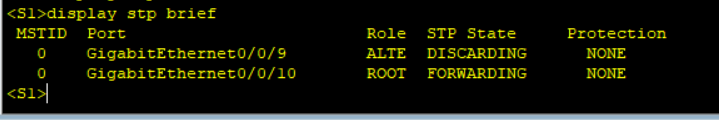 <S1>display stp brief
MSTID Port Role STP State Protection
0 GigabitEthernet0/0/9 ALTE DISCARDING NONE
0 GigabitEthernet0/0/10 ROOT FORWARDING NONE
<S1>